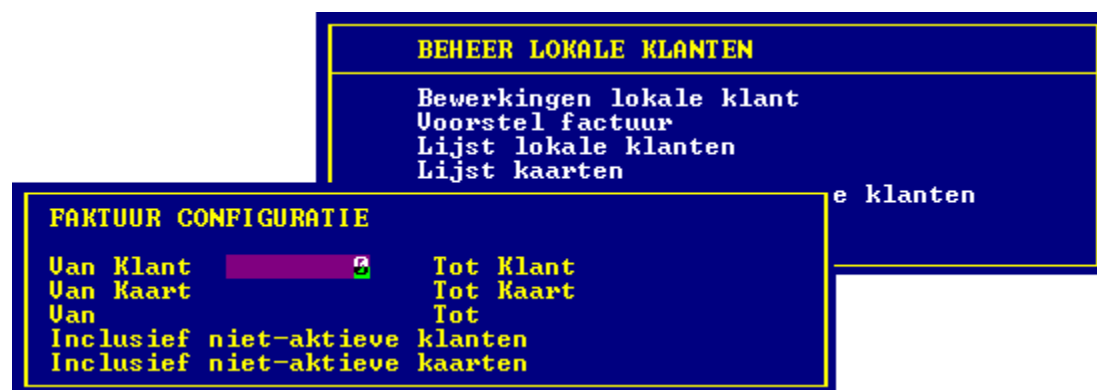 BEHEER LOKALE KLANTEN
Bewerkingen lokale klant
Voorstel factuur
Lijst lokale klanten
Lijst kaarten
e klanten
FAKTUUR CONFIGURATIE
Van Klant 0 Tot Klant
Van Kaart Tot Kaart
Van Tot
Inclusief niet-aktieve klanten
Inclusief niet-aktieve kaarten